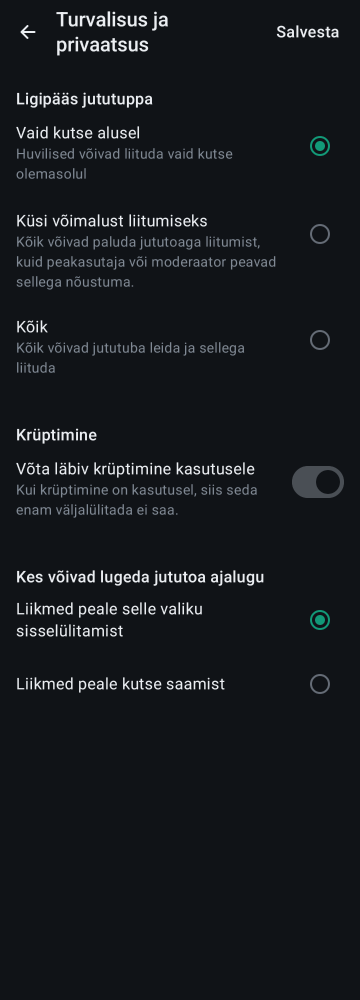 Turvalisus ja
privaatsus
Salvesta
Ligipääs jututuppa
Vaid kutse alusel
Huvilised võivad liituda vaid kutse
olemasolul
Küsi võimalust liitumiseks
Kõik võivad paluda jututoaga liitumist,
kuid peakasutaja või moderaator peavad
sellega nõustuma.
Kõik
Kõik võivad jututuba leida ja sellega
liituda
Krüptimine
Võta läbiv krüptimine kasutusele
Kui krüptimine on kasutusel, siis seda
enam väljalülitada ei saa.
Kes võivad lugeda jututoa ajalugu
Liikmed peale selle valiku
sisselülitamist
Liikmed peale kutse saamist